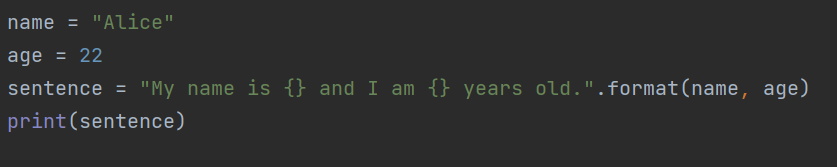 name = "Alice"
age = 22
sentence = "My name is {} and I am {} years old.".format(name, age)
print(sentence)